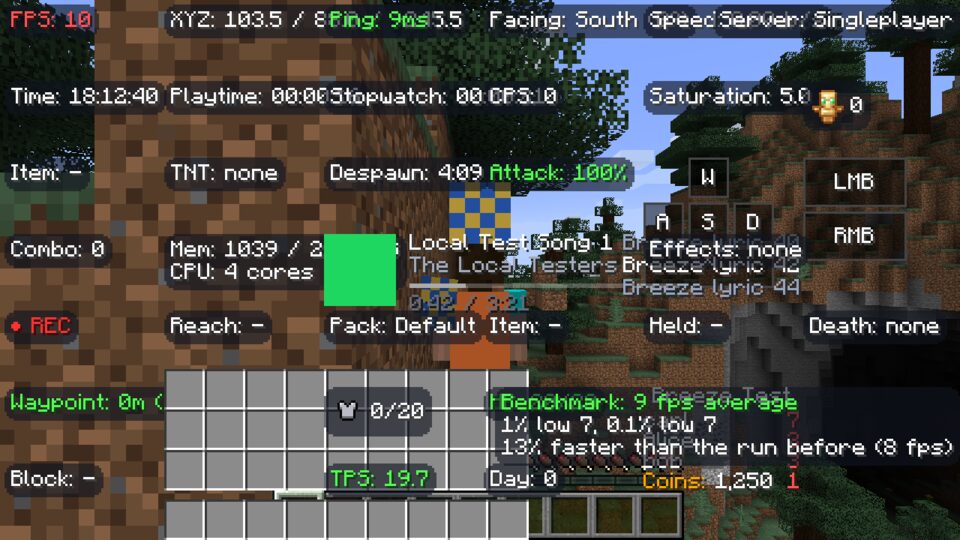 FPS: 10
XYZ: 103.5 / 8
Ping: 9ms
5.5
Facing: South
Speed
Server: Singleplayer
Time: 18:12:40
Playtime: 00:00
Stopwatch: 00:00
CPS: 0
Saturation: 5.0
0
Item: -
TNT: none
Despawn: 4:09
Attack: 100%
W
LMB
A S D
RMB
Combo: 0
Mem: 1039 / 2
CPU: 4 cores
Local Test Song 1
The Local Testers
0:42 / 3:21
Breeze lyric
Effects: none
Breeze lyric 42
Breeze lyric 44
REC
Reach: -
Pack: Default
Item: -
Held: -
Death: none
Waypoint: 0m (
0/20
Breeze Test
Benchmark: 9 fps average
1% low 7, 0.1% low 7
13% faster than the run before (8 fps)
Block: -
TPS: 19.7
Day: 0
Coins: 1,250
1